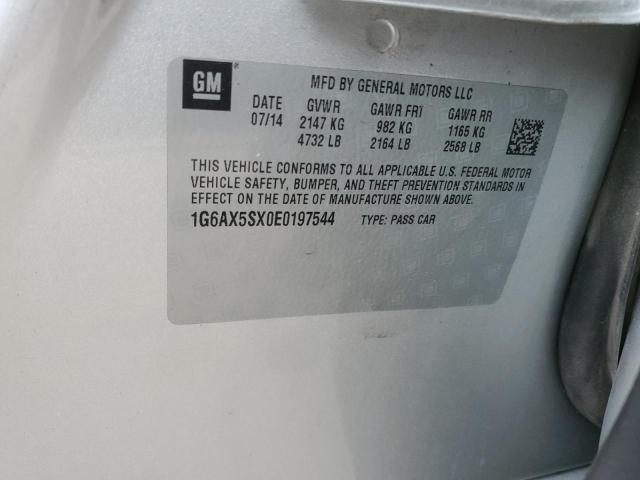 GM
MFD BY GENERAL MOTORS LLC
DATE GVWR GAWR FRT GAWR RR
07/14 2147 KG 982 KG 1165 KG
4732 LB 2164 LB 2568 LB
THIS VEHICLE CONFORMS TO ALL APPLICABLE U.S. FEDERAL MOTOR
VEHICLE SAFETY, BUMPER, AND THEFT PREVENTION STANDARDS IN
EFFECT ON THE DATE OF MANUFACTURE SHOWN ABOVE.
1G6AX5SX0E0197544 TYPE: PASS CAR